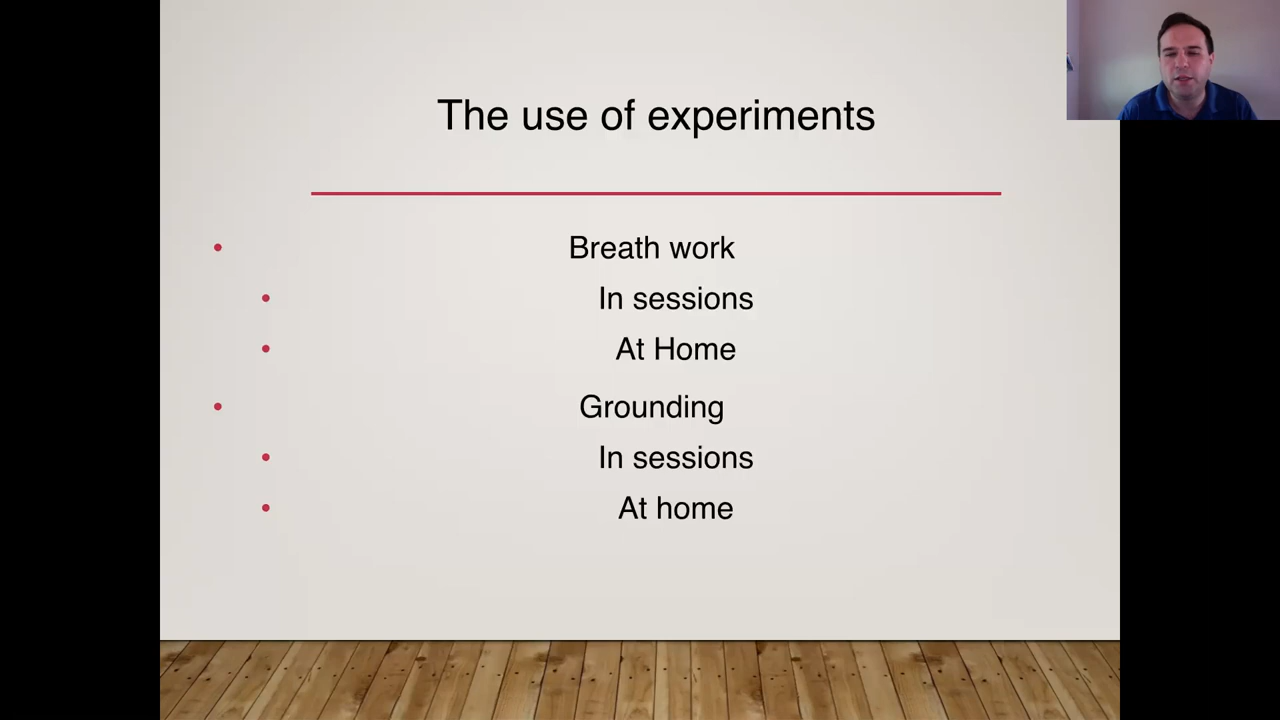 The use of experiments
Breath work
In sessions
At Home
Grounding
In sessions
At home